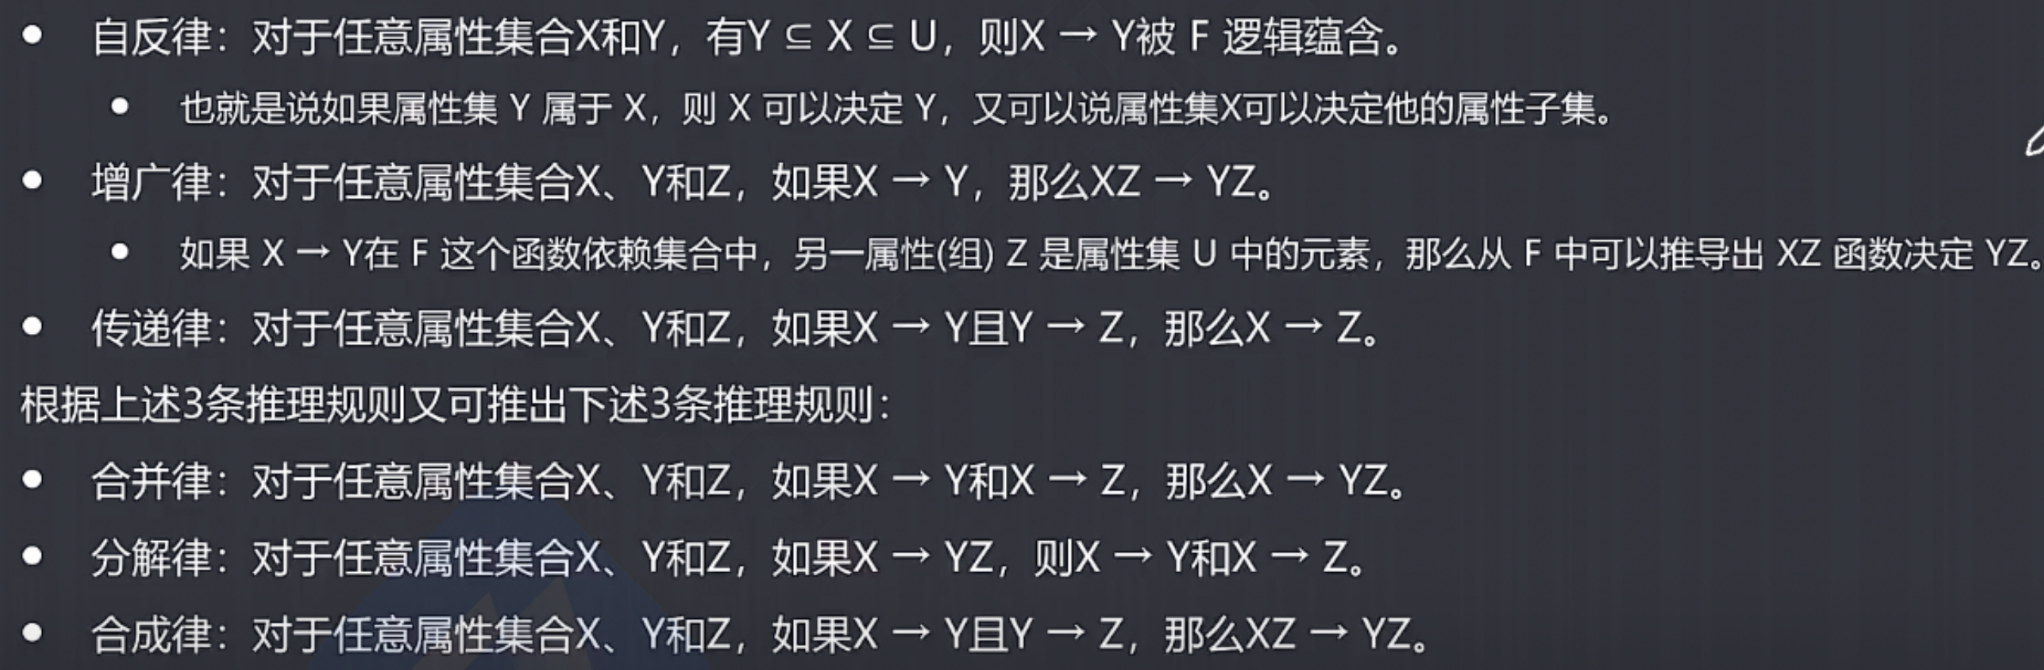 ● 自反律：对于任意属性集合X和Y，有Y ⊆ X ⊆ U，则X → Y被 F 逻辑蕴含。
● 也就是说如果属性集 Y 属于 X，则 X 可以决定 Y，又可以说属性集X可以决定他的属性子集。
● 增广律：对于任意属性集合X、Y和Z，如果X → Y，那么XZ → YZ。
● 如果 X → Y在 F 这个函数依赖集合中，另一属性(组) Z 是属性集 U 中的元素，那么从 F 中可以推导出 XZ 函数决定 YZ。
● 传递律：对于任意属性集合X、Y和Z，如果X → Y且Y → Z，那么X → Z。
根据上述3条推理规则又可推出下述3条推理规则：
● 合并律：对于任意属性集合X、Y和Z，如果X → Y和X → Z，那么X → YZ。
● 分解律：对于任意属性集合X、Y和Z，如果X → YZ，则X → Y和X → Z。
● 合成律：对于任意属性集合X、Y和Z，如果X → Y且Y → Z，那么XZ → YZ。